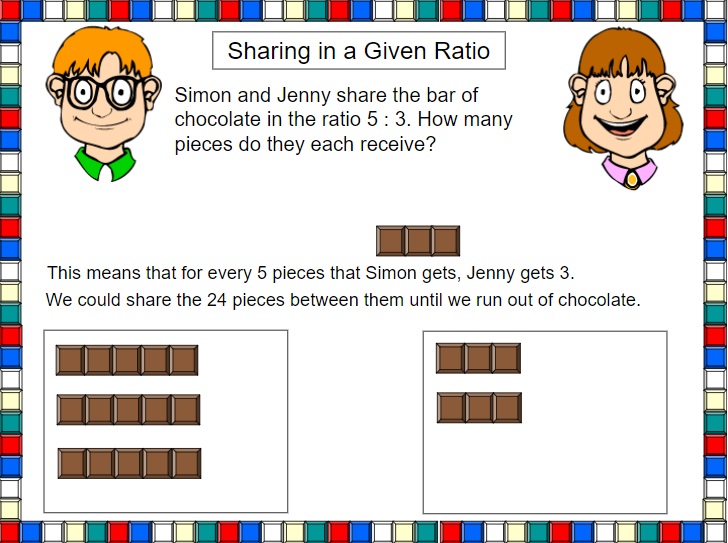 Sharing in a Given Ratio
Simon and Jenny share the bar of
chocolate in the ratio 5 : 3. How many
pieces do they each receive?
This means that for every 5 pieces that Simon gets, Jenny gets 3.
We could share the 24 pieces between them until we run out of chocolate.